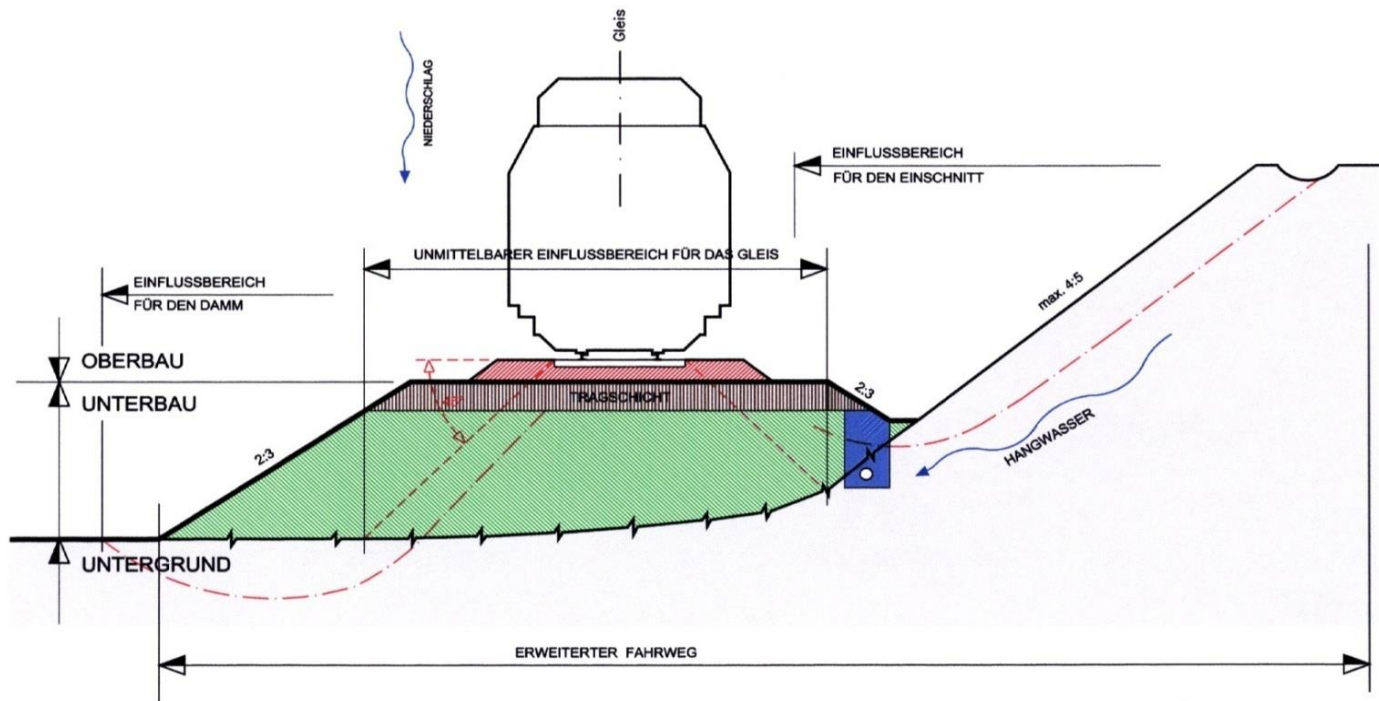 Gleis
NIEDERSCHLAG
EINFLUSSBEREICH
FÜR DEN EINSCHNITT
UNMITTELBARER EINFLUSSBEREICH FÜR DAS GLEIS
EINFLUSSBEREICH
FÜR DEN DAMM
max. 4:5
OBERBAU
UNTERBAU
TRAGSCHICHT
45°
2:3
2:3
HANGWASSER
UNTERGRUND
ERWEITERTER FAHRWEG